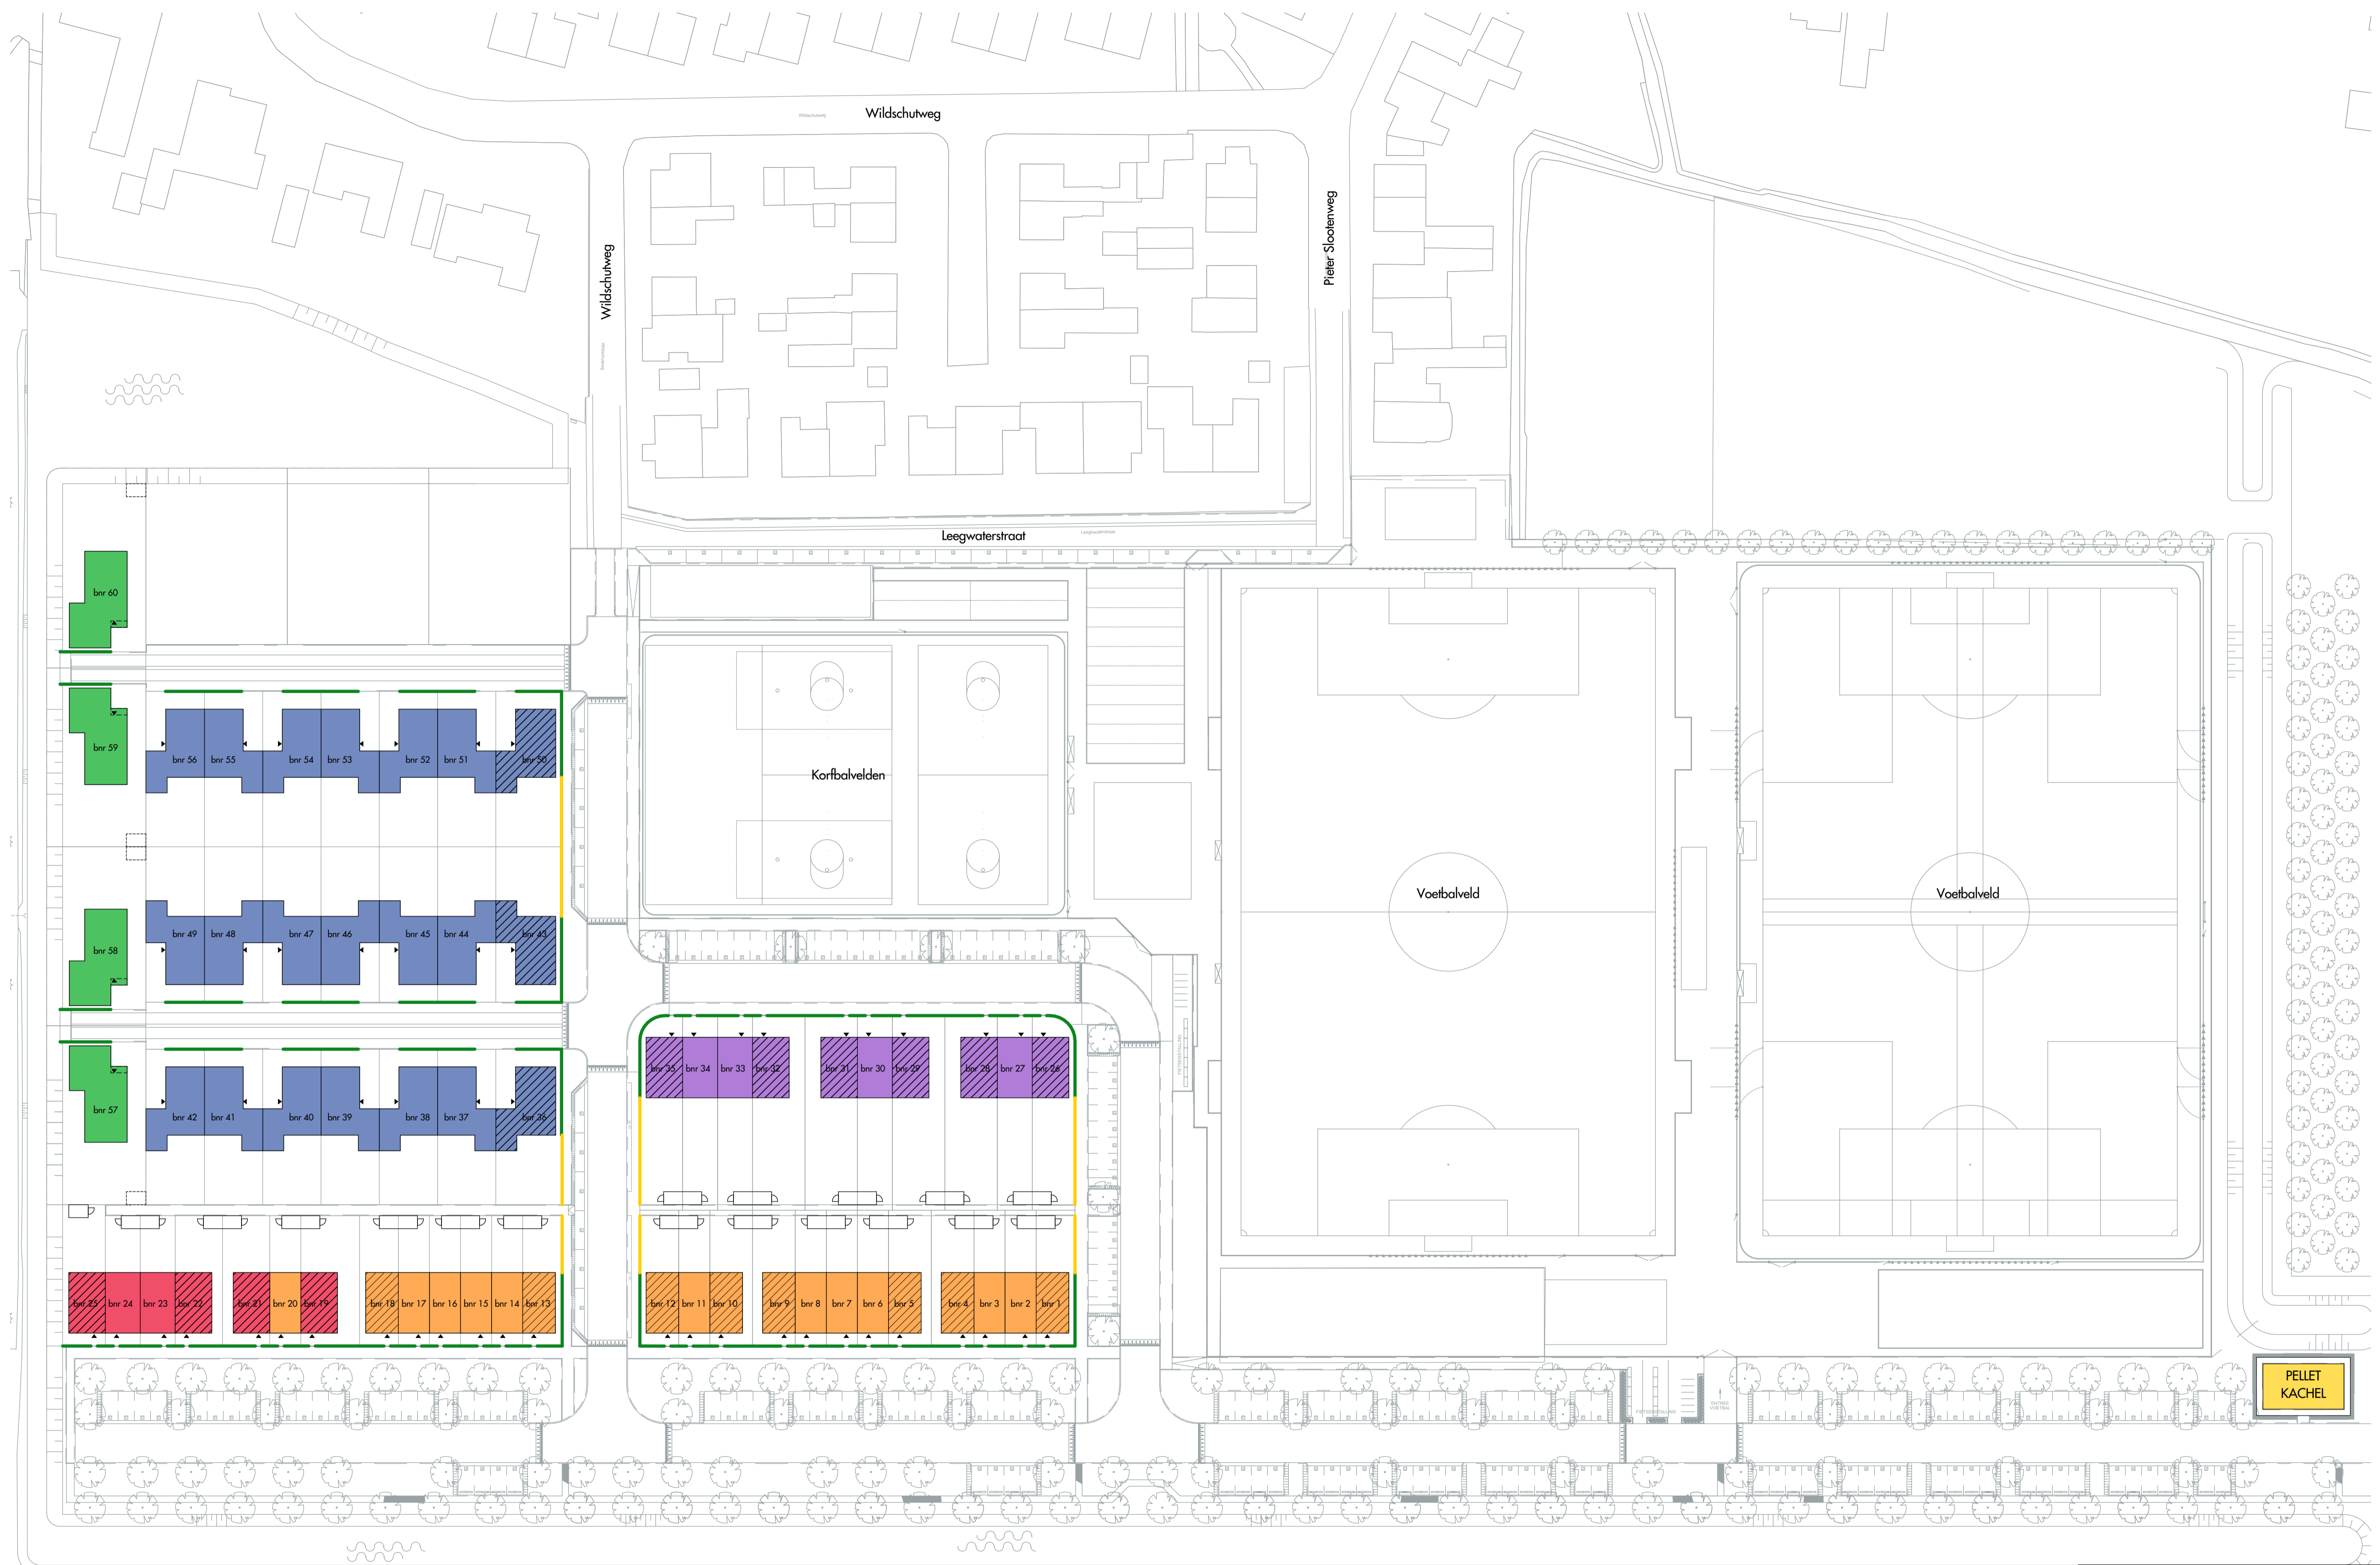 Wildschutweg
Wildschutweg
Wildschutweg
Pieter Slootenweg
Leegwaterstraat
Leeghwaterstraat
bnr 60
bnr 59
bnr 56
bnr 55
bnr 54
bnr 53
bnr 52
bnr 51
bnr 50
Korfbalvelden
Voetbalveld
Voetbalveld
bnr 58
bnr 49
bnr 48
bnr 47
bnr 46
bnr 45
bnr 44
bnr 43
bnr 57
bnr 42
bnr 41
bnr 40
bnr 39
bnr 38
bnr 37
bnr 36
bnr 35
bnr 34
bnr 33
bnr 32
bnr 31
bnr 30
bnr 29
bnr 28
bnr 27
bnr 26
FIETSENSTALLING
bnr 25
bnr 24
bnr 23
bnr 22
bnr 21
bnr 20
bnr 19
bnr 18
bnr 17
bnr 16
bnr 15
bnr 14
bnr 13
bnr 12
bnr 11
bnr 10
bnr 9
bnr 8
bnr 7
bnr 6
bnr 5
bnr 4
bnr 3
bnr 2
bnr 1
FIETSENSTALLING
ENTREE
VOETBAL
PELLET
KACHEL